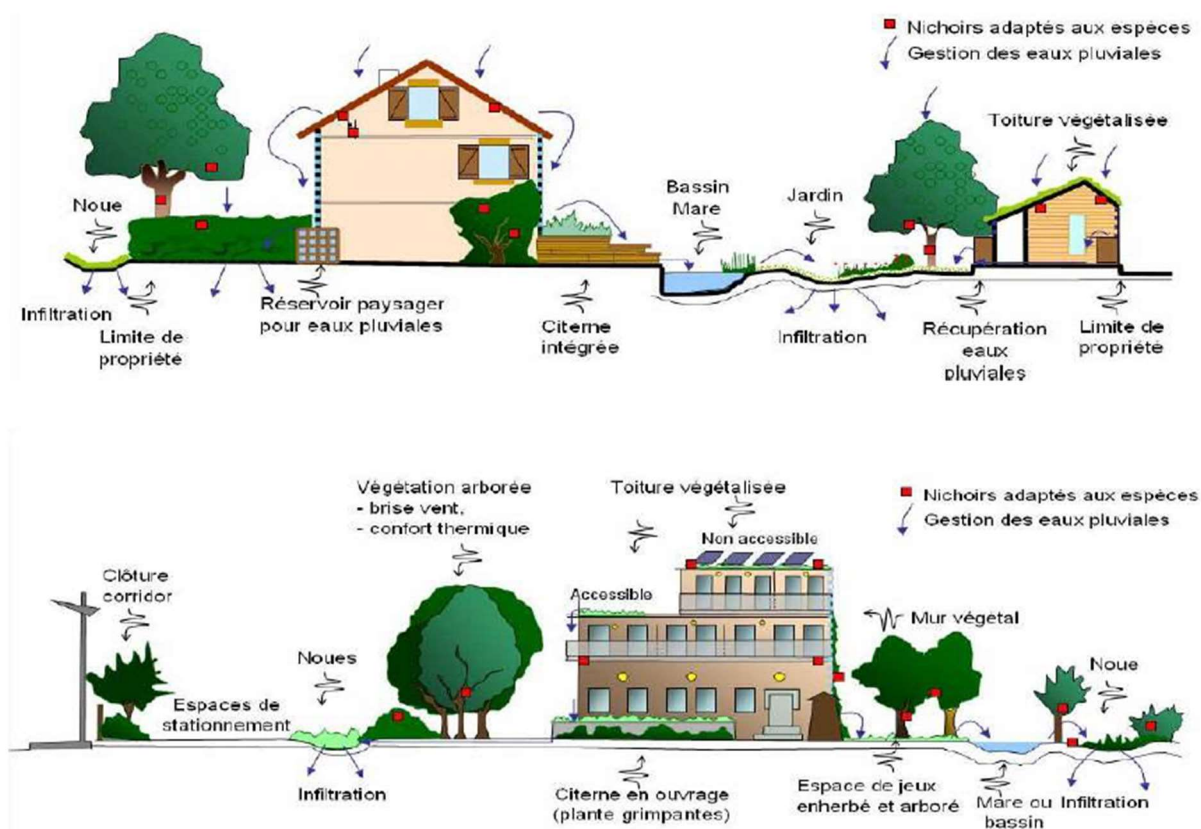 Nichoirs adaptés aux espèces
Gestion des eaux pluviales
Toiture végétalisée
Noue
Bassin
Mare
Jardin
Infiltration
Limite de
propriété
Réservoir paysager
pour eaux pluviales
Citerne
intégrée
Infiltration
Récupération
eaux
pluviales
Limite de
propriété
Végétation arborée
- brise vent,
- confort thermique
Toiture végétalisée
Nichoirs adaptés aux espèces
Gestion des eaux pluviales
Non accessible
Clôture
corridor
Accessible
Mur végétal
Noues
Noue
Espaces de
stationnement
Infiltration
Citerne en ouvrage
(plante grimpantes)
Espace de jeux
enherbé et arboré
Mare ou
bassin
Infiltration